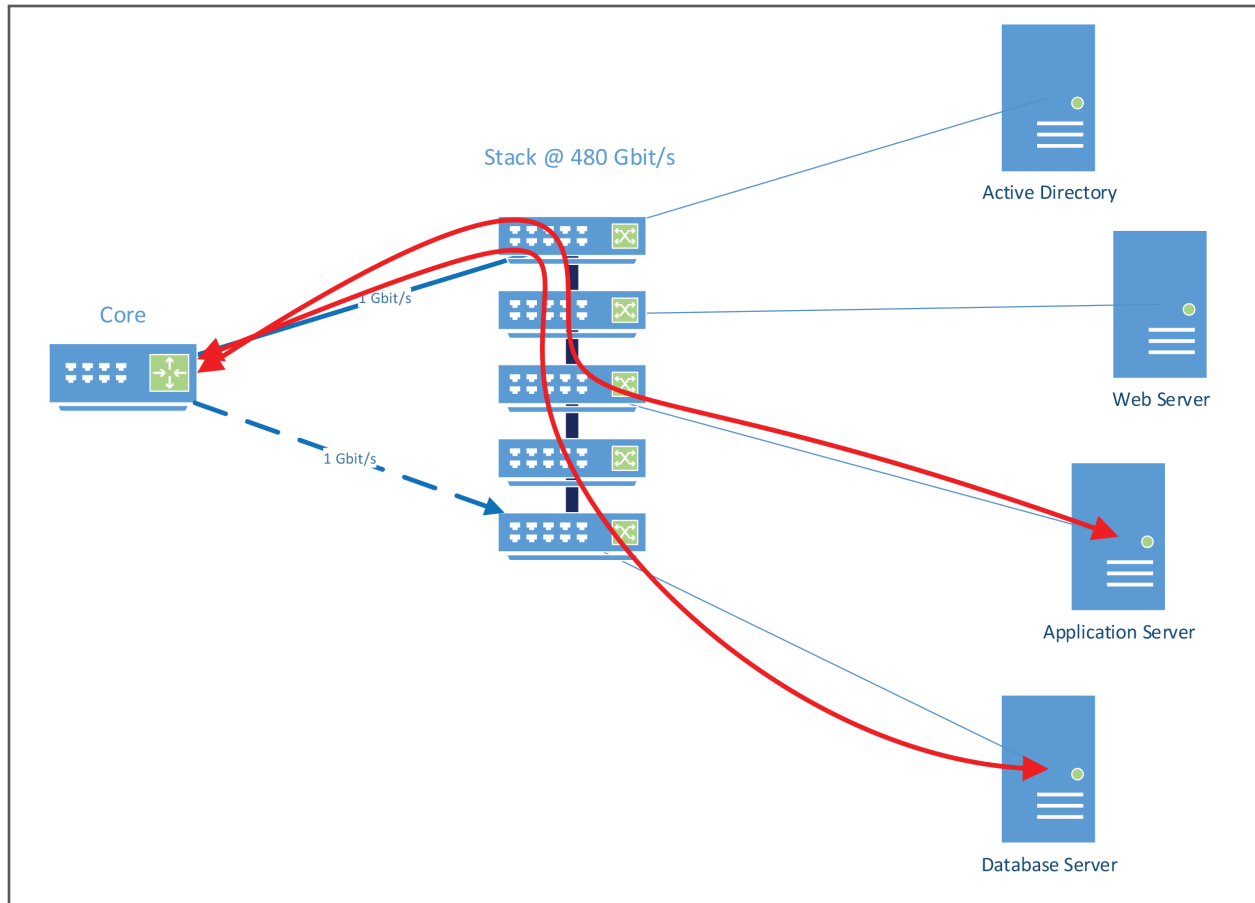 Active Directory
Stack @ 480 Gbit/s
1 Gbit/s
Core
Web Server
1 Gbit/s
Application Server
Database Server